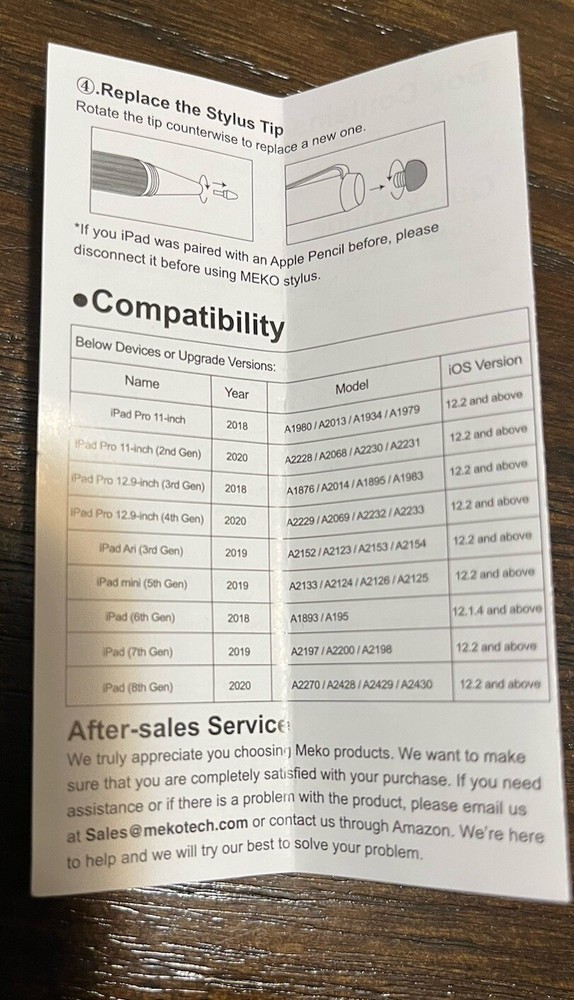 ④.Replace the Stylus Tip
Rotate the tip counterwise to replace a new one.
*If you iPad was paired with an Apple Pencil before, please
disconnect it before using MEKO stylus.
●Compatibility
Below Devices or Upgrade Versions:
Name Year Model iOS Version
iPad Pro 11-inch 2018 A1980 / A2013 / A1934 / A1979 12.2 and above
iPad Pro 11-inch (2nd Gen) 2020 A2228 / A2068 / A2230 / A2231 12.2 and above
iPad Pro 12.9-inch (3rd Gen) 2018 A1876 / A2014 / A1895 / A1983 12.2 and above
iPad Pro 12.9-inch (4th Gen) 2020 A2229 / A2069 / A2232 / A2233 12.2 and above
iPad Ari (3rd Gen) 2019 A2152 / A2123 / A2153 / A2154 12.2 and above
iPad mini (5th Gen) 2019 A2133 / A2124 / A2126 / A2125 12.2 and above
iPad (6th Gen) 2018 A1893 / A195 12.1.4 and above
iPad (7th Gen) 2019 A2197 / A2200 / A2198 12.2 and above
iPad (8th Gen) 2020 A2270 / A2428 / A2429 / A2430 12.2 and above
After-sales Service
We truly appreciate you choosing Meko products. We want to make
sure that you are completely satisfied with your purchase. If you need
assistance or if there is a problem with the product, please email us
at Sales@mekotech.com or contact us through Amazon. We're here
to help and we will try our best to solve your problem.